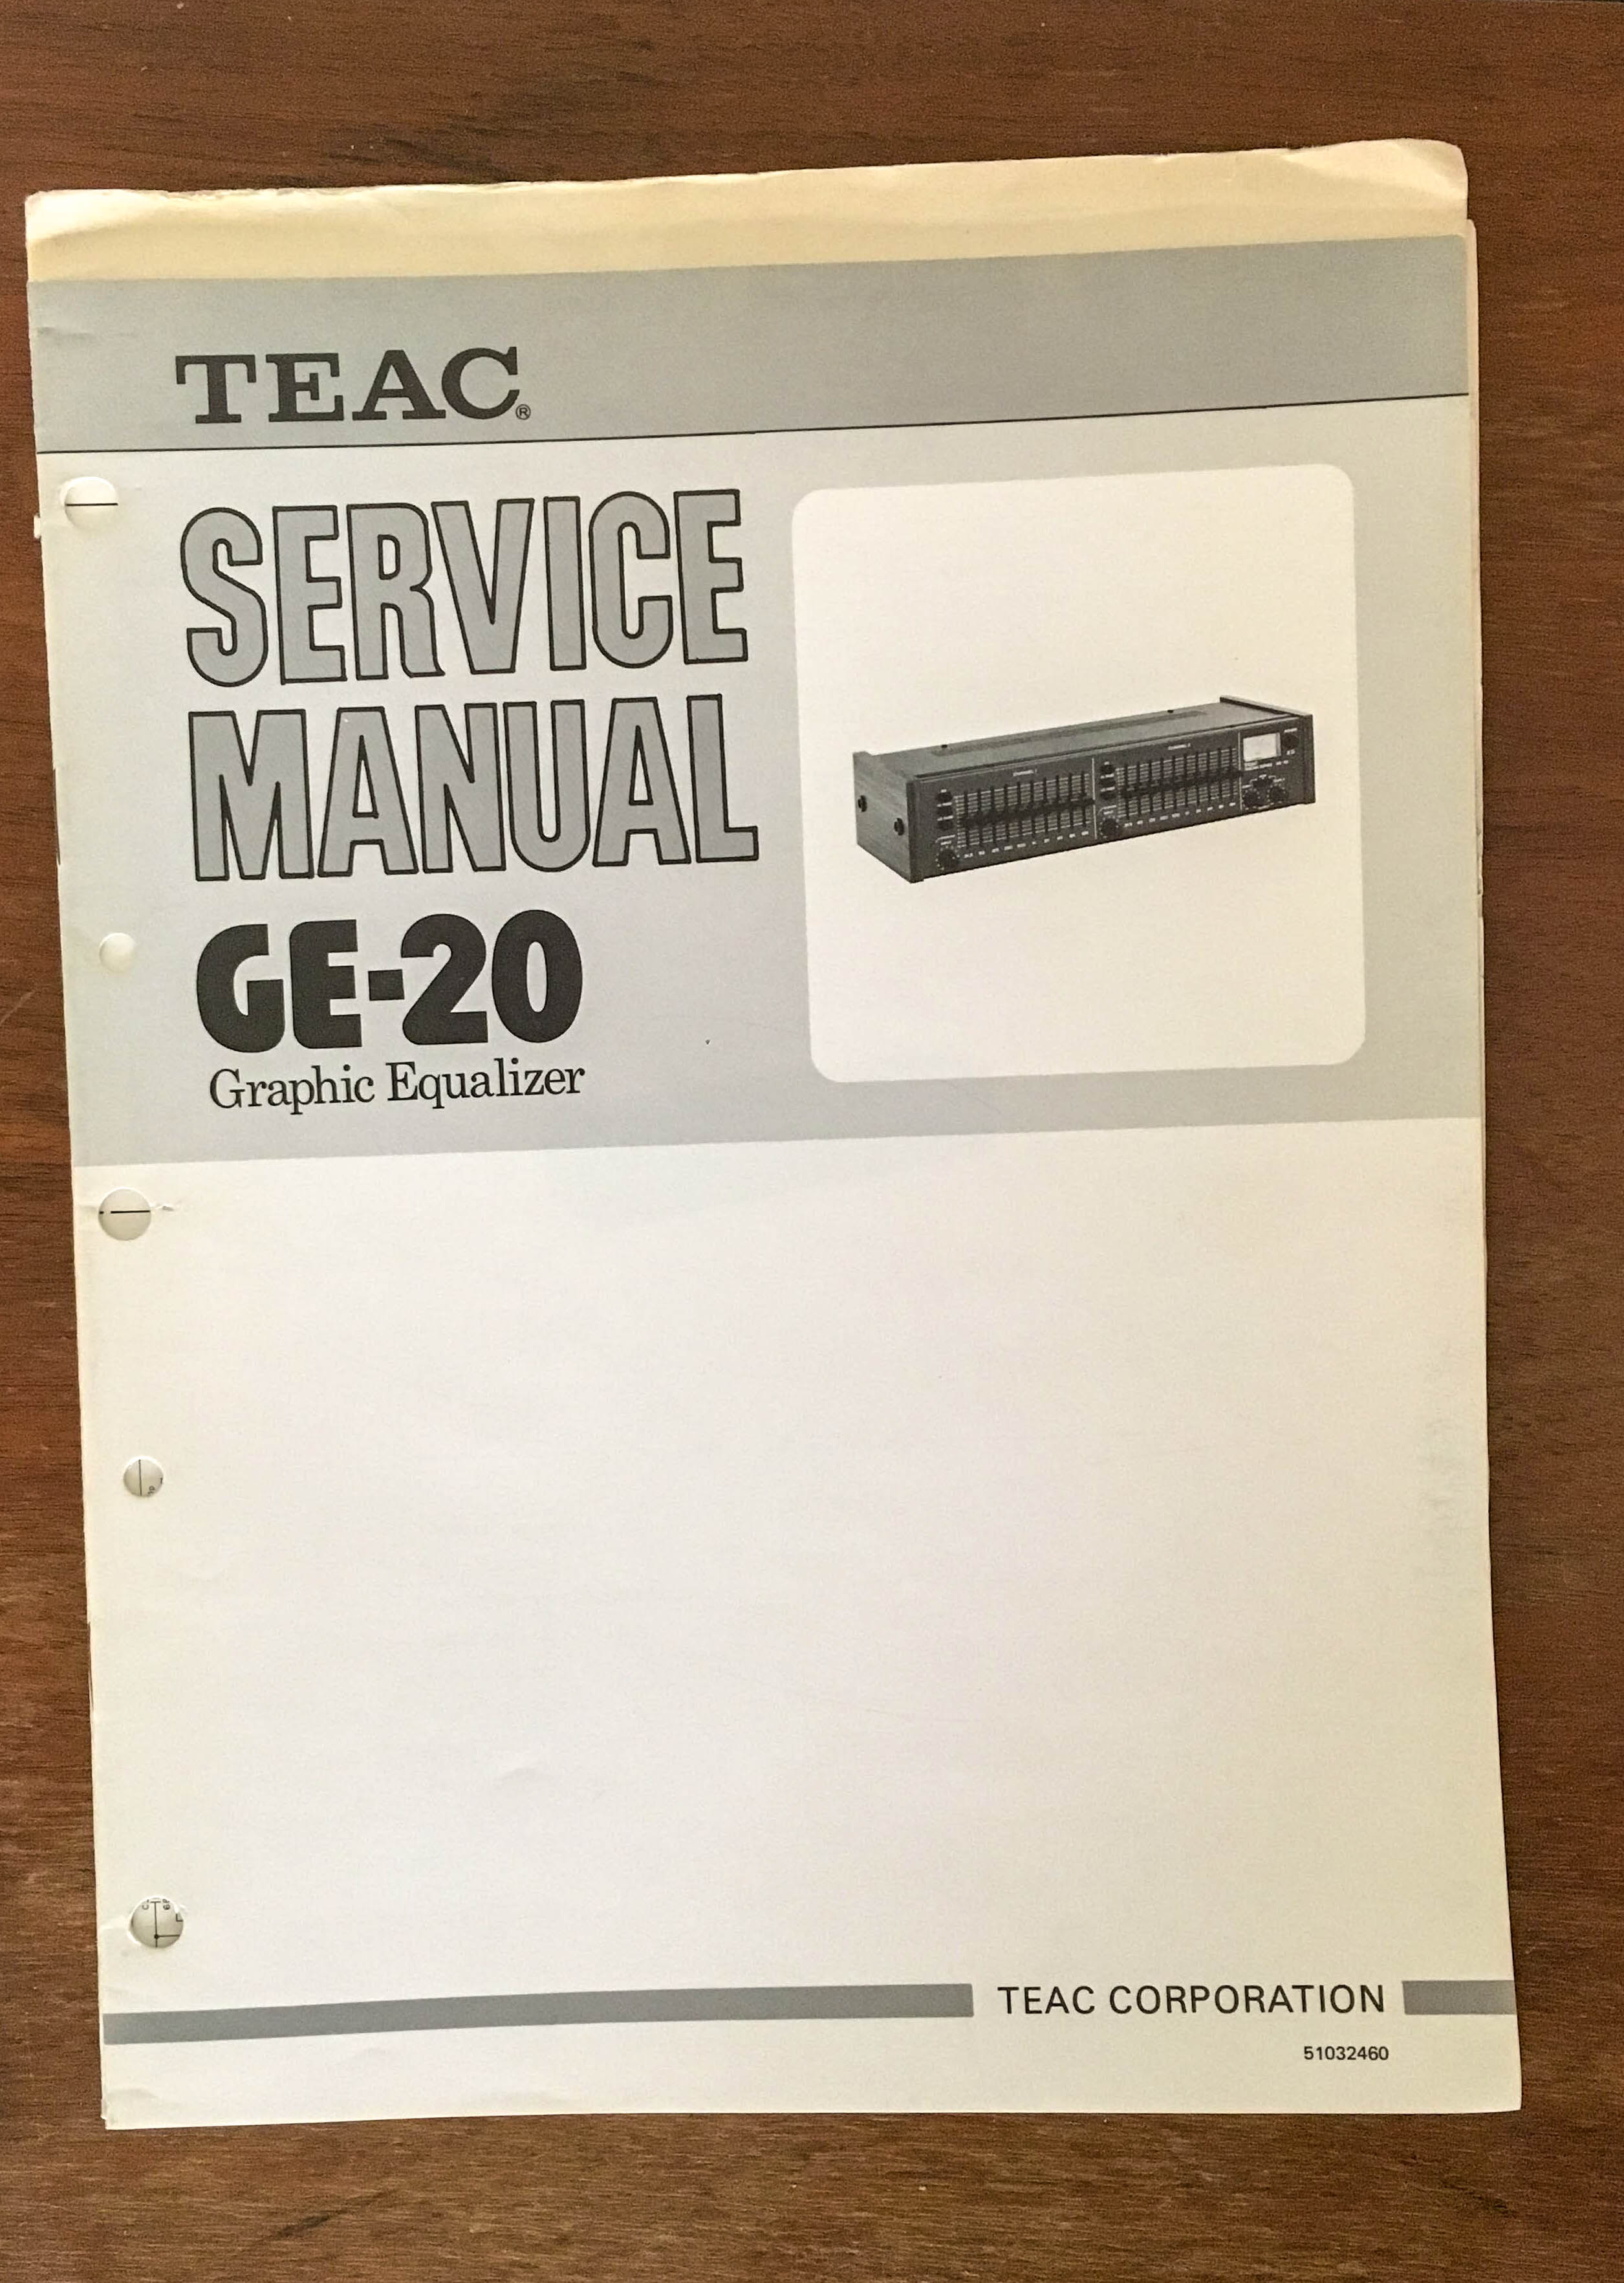 TEAC®
SERVICE
MANUAL
GE-20
Graphic Equalizer
TEAC CORPORATION
51032460